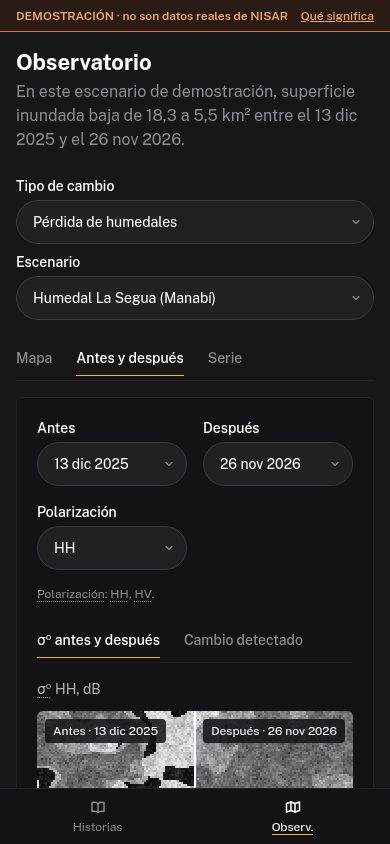 DEMOSTRACIÓN · no son datos reales de NISAR Qué significa
Observatorio
En este escenario de demostración, superficie
inundada baja de 18,3 a 5,5 km² entre el 13 dic
2025 y el 26 nov 2026.
Tipo de cambio
Pérdida de humedales
Escenario
Humedal La Segua (Manabí)
Mapa Antes y después Serie
Antes Después
13 dic 2025 26 nov 2026
Polarización
HH
Polarización: HH, HV.
σ⁰ antes y después Cambio detectado
σ⁰ HH, dB
Antes · 13 dic 2025 Después · 26 nov 2026
Historias Observ.